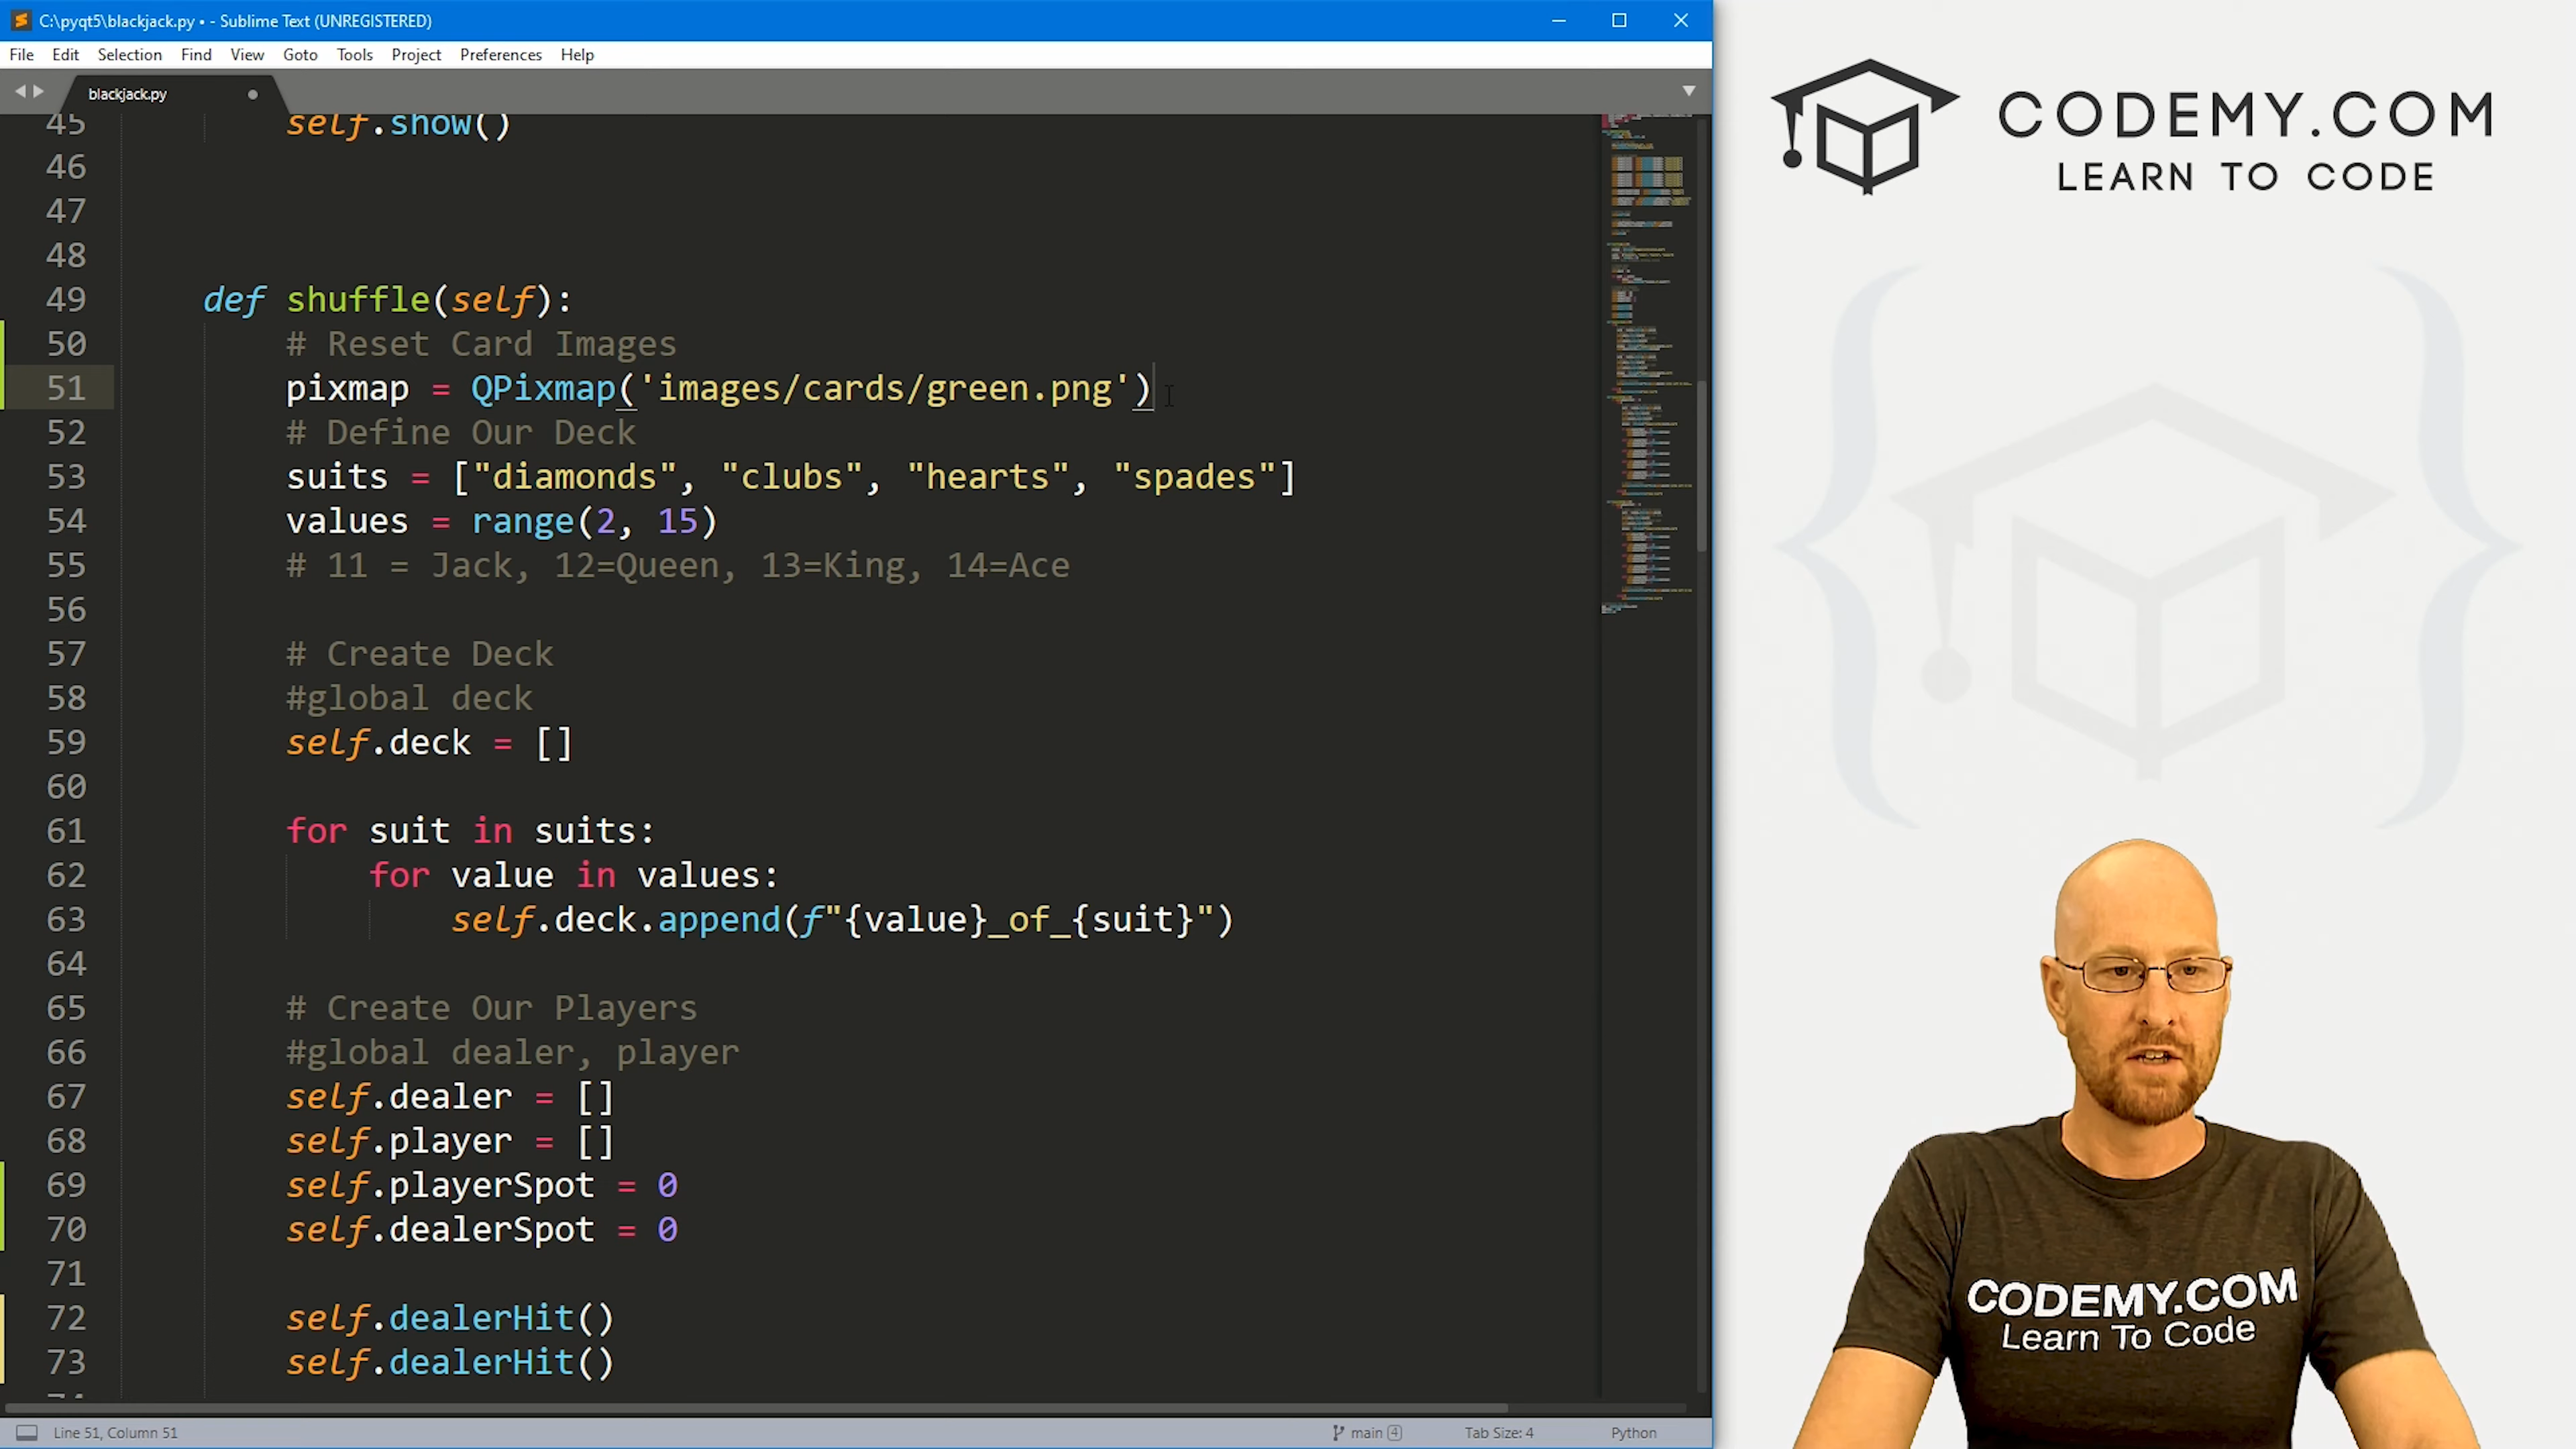 C:\pyqt5\blackjack.py • - Sublime Text (UNREGISTERED)
File Edit Selection Find View Goto Tools Project Preferences Help
blackjack.py
45 self.show()
46
47
48
49 def shuffle(self):
50 # Reset Card Images
51 pixmap = QPixmap('images/cards/green.png')
52 # Define Our Deck
53 suits = ["diamonds", "clubs", "hearts", "spades"]
54 values = range(2, 15)
55 # 11 = Jack, 12=Queen, 13=King, 14=Ace
56
57 # Create Deck
58 #global deck
59 self.deck = []
60
61 for suit in suits:
62 for value in values:
63 self.deck.append(f"{value}_of_{suit}")
64
65 # Create Our Players
66 #global dealer, player
67 self.dealer = []
68 self.player = []
69 self.playerSpot = 0
70 self.dealerSpot = 0
71
72 self.dealerHit()
73 self.dealerHit()
Line 51, Column 51 main 4 Tab Size: 4 Python
CODEMY.COM
LEARN TO CODE
CODEMY.COM
Learn To Code